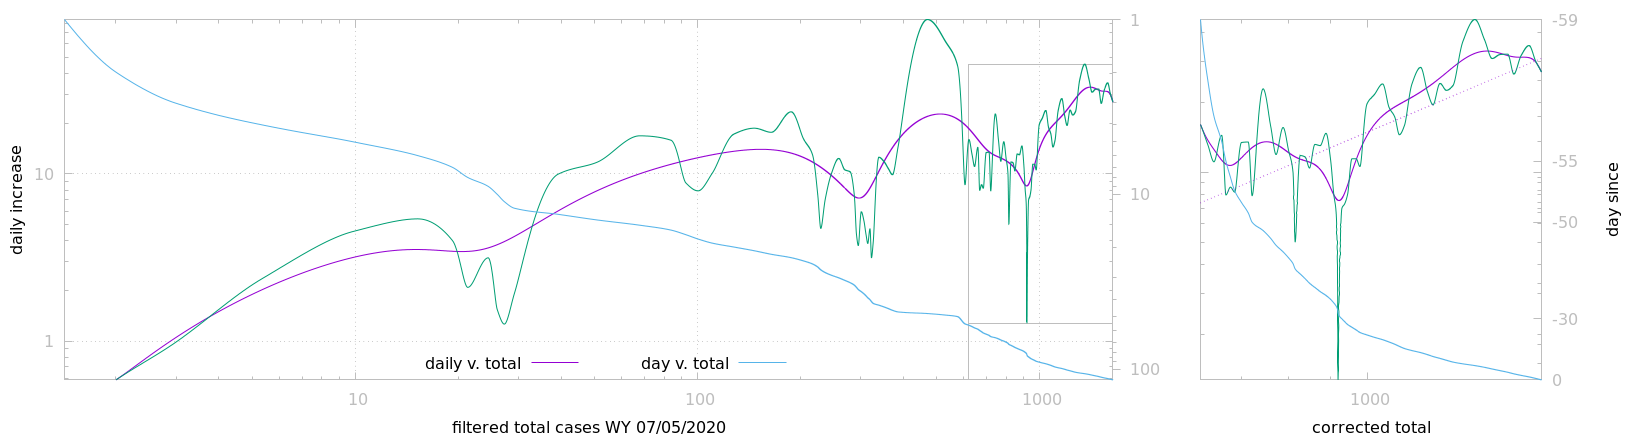 daily increase
10
1
daily v. total
day v. total
10
100
1000
filtered total cases WY 07/05/2020
1
10
100
1000
corrected total
-59
-55
-50
-30
0
day since